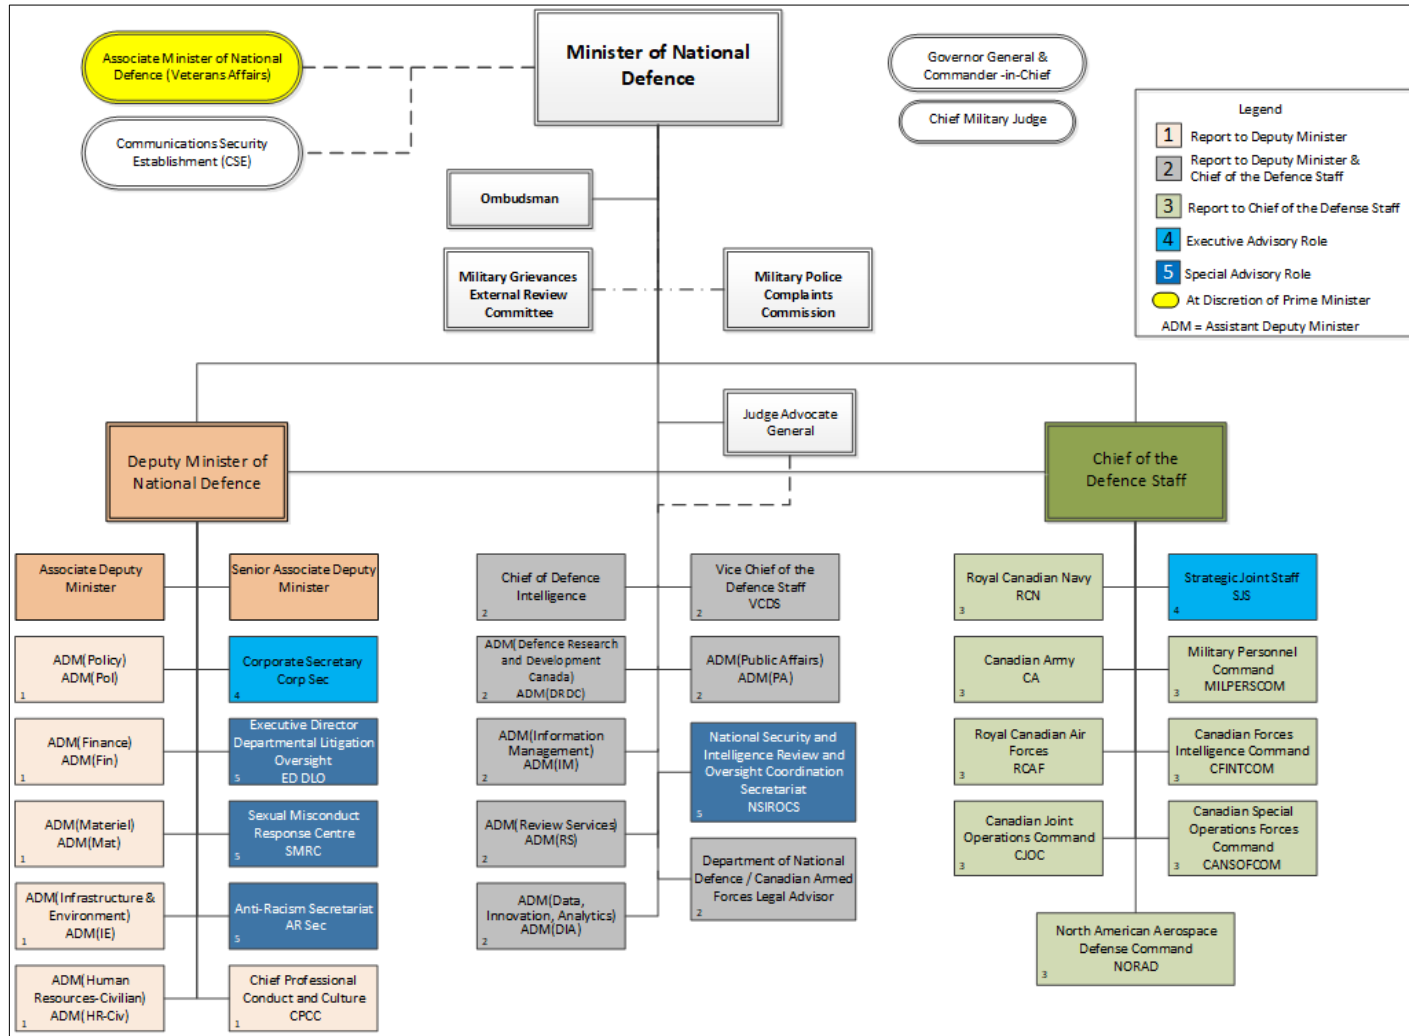 Minister of National
Defence
Associate Minister of National
Defence (Veterans Affairs)
Communications Security
Establishment (CSE)
Governor General &
Commander -in-Chief
Chief Military Judge
Legend
1 Report to Deputy Minister
2 Report to Deputy Minister &
Chief of the Defence Staff
3 Report to Chief of the Defense Staff
4 Executive Advisory Role
5 Special Advisory Role
At Discretion of Prime Minister
ADM = Assistant Deputy Minister
Ombudsman
Military Grievances
External Review
Committee
Military Police
Complaints
Commission
Judge Advocate
General
Deputy Minister of
National Defence
Chief of the
Defence Staff
Associate Deputy
Minister
Senior Associate Deputy
Minister
ADM(Policy)
ADM(Pol)
1
Corporate Secretary
Corp Sec
4
ADM(Finance)
ADM(Fin)
1
Executive Director
Departmental Litigation
Oversight
ED DLO
5
ADM(Materiel)
ADM(Mat)
1
Sexual Misconduct
Response Centre
SMRC
5
ADM(Infrastructure &
Environment)
ADM(IE)
1
Anti-Racism Secretariat
AR Sec
5
ADM(Human
Resources-Civilian)
ADM(HR-Civ)
1
Chief Professional
Conduct and Culture
CPCC
1
Chief of Defence
Intelligence
2
Vice Chief of the
Defence Staff
VCDS
2
ADM(Defence Research
and Development
Canada)
ADM(DRDC)
2
ADM(Public Affairs)
ADM(PA)
2
ADM(Information
Management)
ADM(IM)
2
National Security and
Intelligence Review and
Oversight Coordination
Secretariat
NSIROCS
5
ADM(Review Services)
ADM(RS)
2
Department of National
Defence / Canadian Armed
Forces Legal Advisor
2
ADM(Data,
Innovation, Analytics)
ADM(DIA)
2
Royal Canadian Navy
RCN
3
Strategic Joint Staff
SJS
4
Canadian Army
CA
3
Military Personnel
Command
MILPERSCOM
3
Royal Canadian Air
Forces
RCAF
3
Canadian Forces
Intelligence Command
CFINTCOM
3
Canadian Joint
Operations Command
CJOC
3
Canadian Special
Operations Forces
Command
CANSOFCOM
3
North American Aerospace
Defense Command
NORAD
3